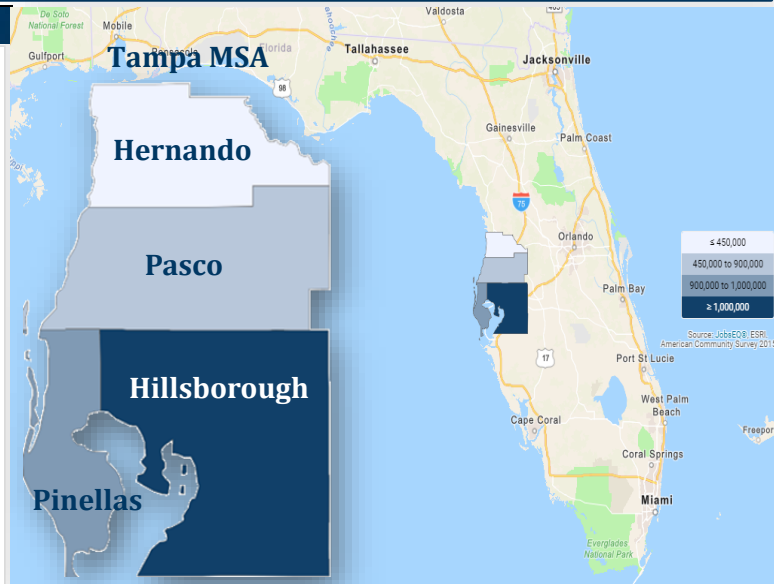 De Soto
National Forest
Mobile
Gulfport
Pensacola
Florida
Tampa MSA
98
Tallahassee
Valdosta
Jacksonville
Gainesville
Palm Coast
75
Orlando
Palm Bay
17
Port St Lucie
West Palm
Beach
Cape Coral
Coral Springs
Freepor
Miami
Everglades
National Park
Hernando
Pasco
Hillsborough
Pinellas
≤ 450,000
450,000 to 900,000
900,000 to 1,000,000
≥ 1,000,000
Source: JobsEQ®, ESRI,
American Community Survey 2015